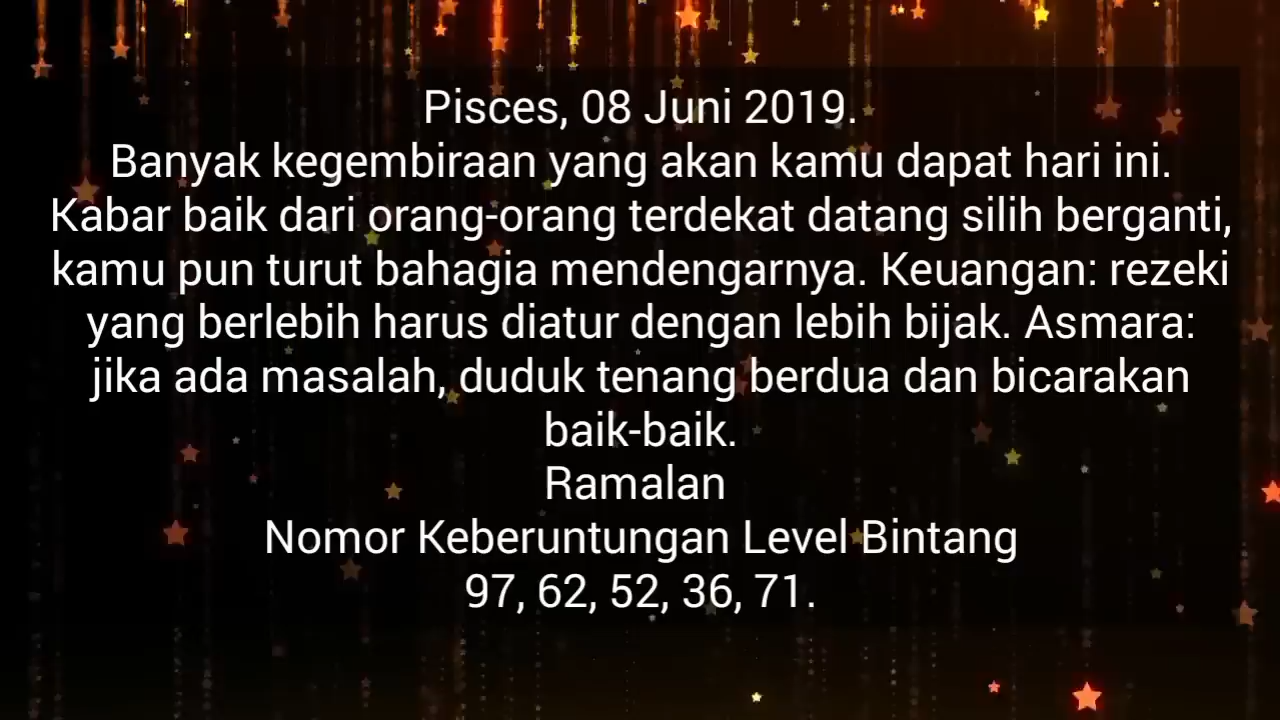 Pisces, 08 Juni 2019.
Banyak kegembiraan yang akan kamu dapat hari ini.
Kabar baik dari orang-orang terdekat datang silih berganti,
kamu pun turut bahagia mendengarnya. Keuangan: rezeki
yang berlebih harus diatur dengan lebih bijak. Asmara:
jika ada masalah, duduk tenang berdua dan bicarakan
baik-baik.
Ramalan
Nomor Keberuntungan Level Bintang
97, 62, 52, 36, 71.